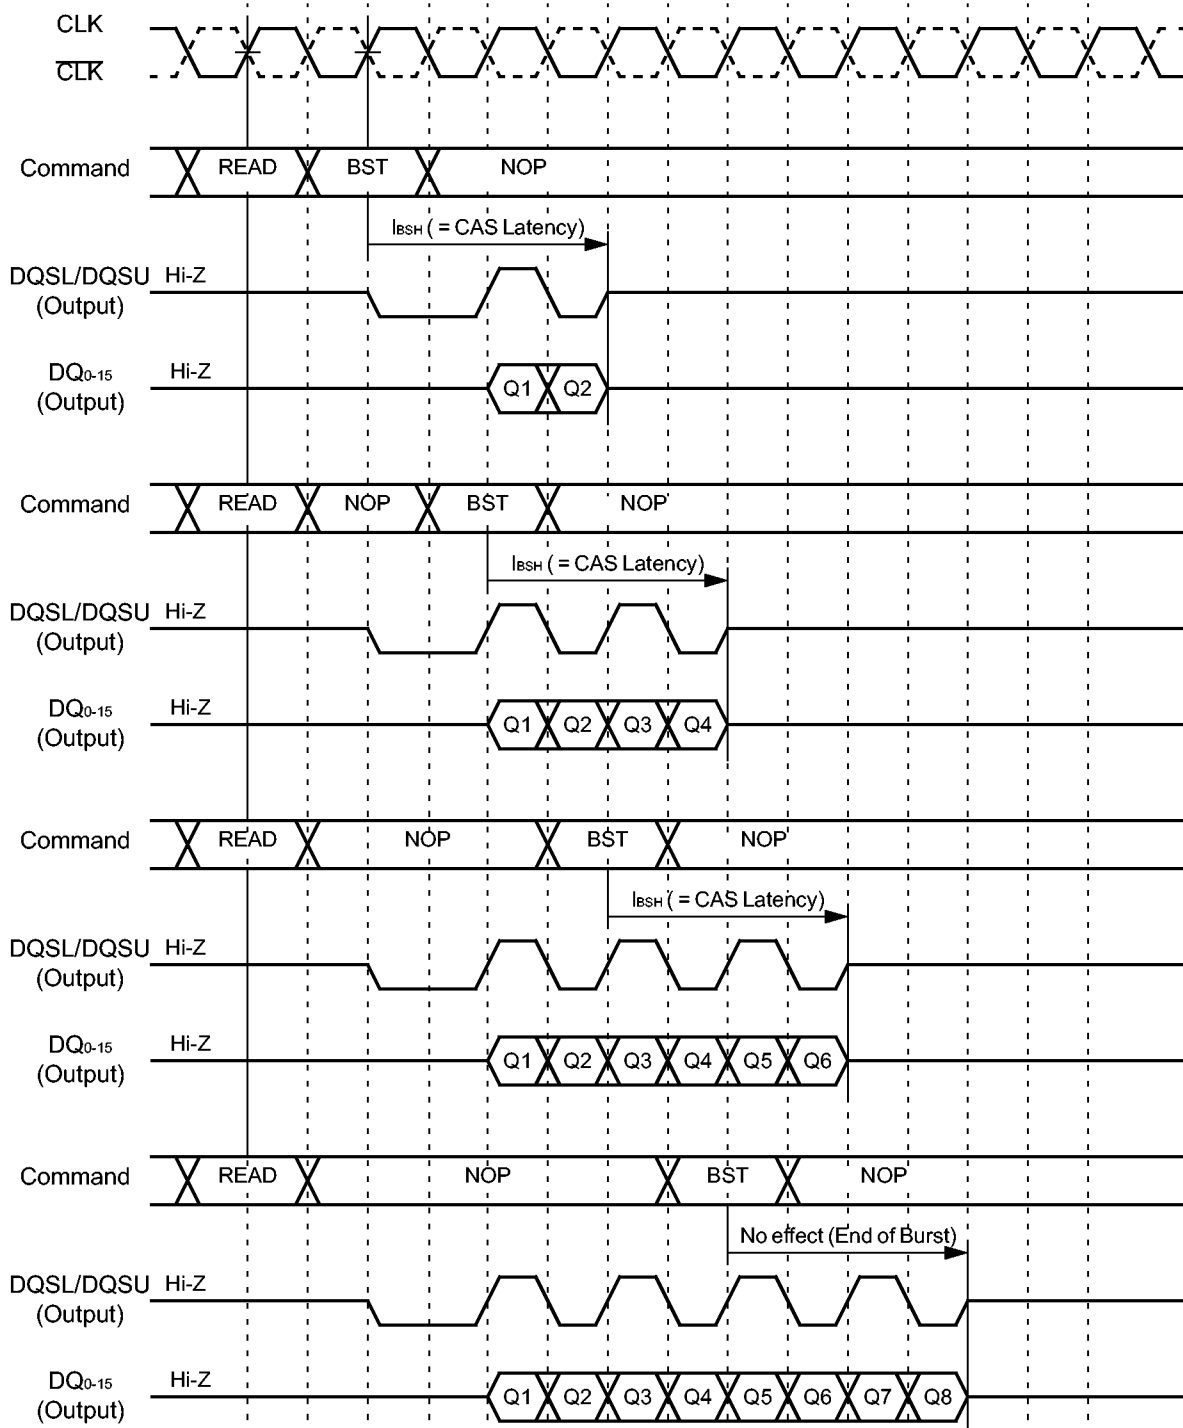 CLK
CLK
Command READ BST NOP
lBSH ( = CAS Latency)
DQSL/DQSU Hi-Z
(Output)
DQ0-15 Hi-Z
(Output)
Q1 Q2
Command READ NOP BST NOP
lBSH ( = CAS Latency)
DQSL/DQSU Hi-Z
(Output)
DQ0-15 Hi-Z
(Output)
Q1 Q2 Q3 Q4
Command READ NOP BST NOP
lBSH ( = CAS Latency)
DQSL/DQSU Hi-Z
(Output)
DQ0-15 Hi-Z
(Output)
Q1 Q2 Q3 Q4 Q5 Q6
Command READ NOP BST NOP
No effect (End of Burst)
DQSL/DQSU Hi-Z
(Output)
DQ0-15 Hi-Z
(Output)
Q1 Q2 Q3 Q4 Q5 Q6 Q7 Q8